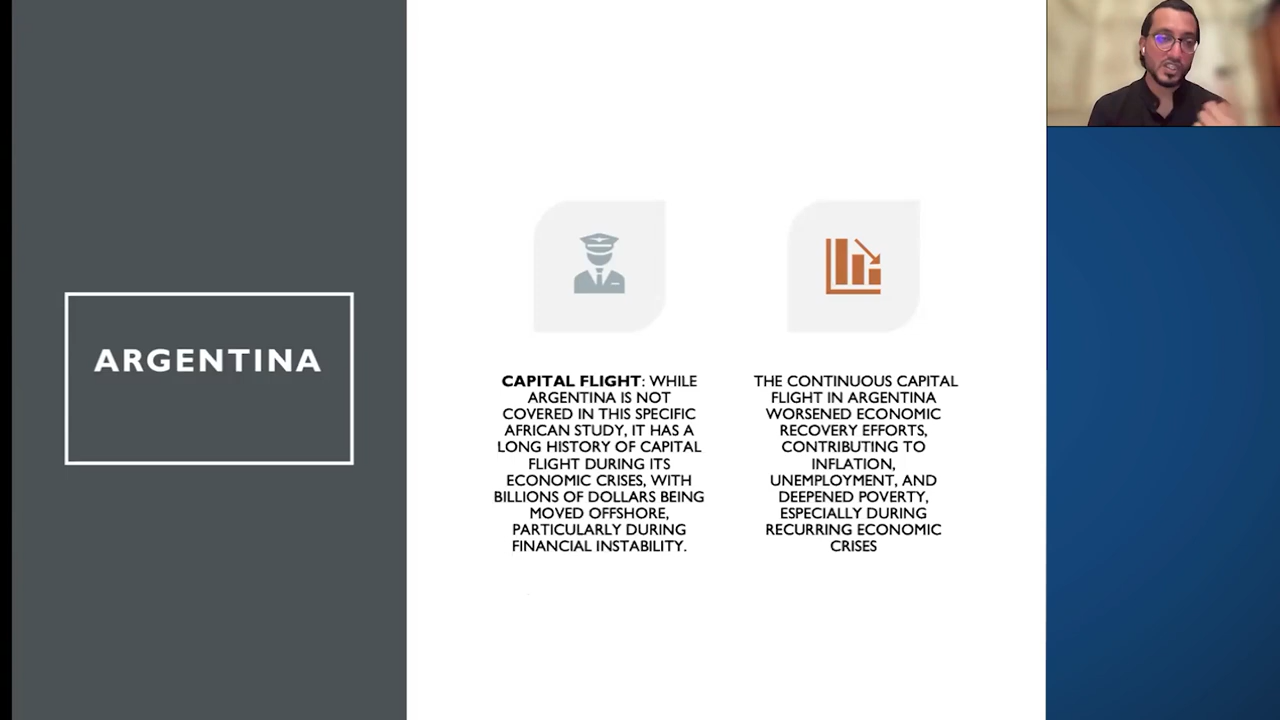 ARGENTINA
CAPITAL FLIGHT: WHILE
ARGENTINA IS NOT
COVERED IN THIS SPECIFIC
AFRICAN STUDY, IT HAS A
LONG HISTORY OF CAPITAL
FLIGHT DURING ITS
ECONOMIC CRISES, WITH
BILLIONS OF DOLLARS BEING
MOVED OFFSHORE,
PARTICULARLY DURING
FINANCIAL INSTABILITY.
THE CONTINUOUS CAPITAL
FLIGHT IN ARGENTINA
WORSENED ECONOMIC
RECOVERY EFFORTS,
CONTRIBUTING TO
INFLATION,
UNEMPLOYMENT, AND
DEEPENED POVERTY,
ESPECIALLY DURING
RECURRING ECONOMIC
CRISES